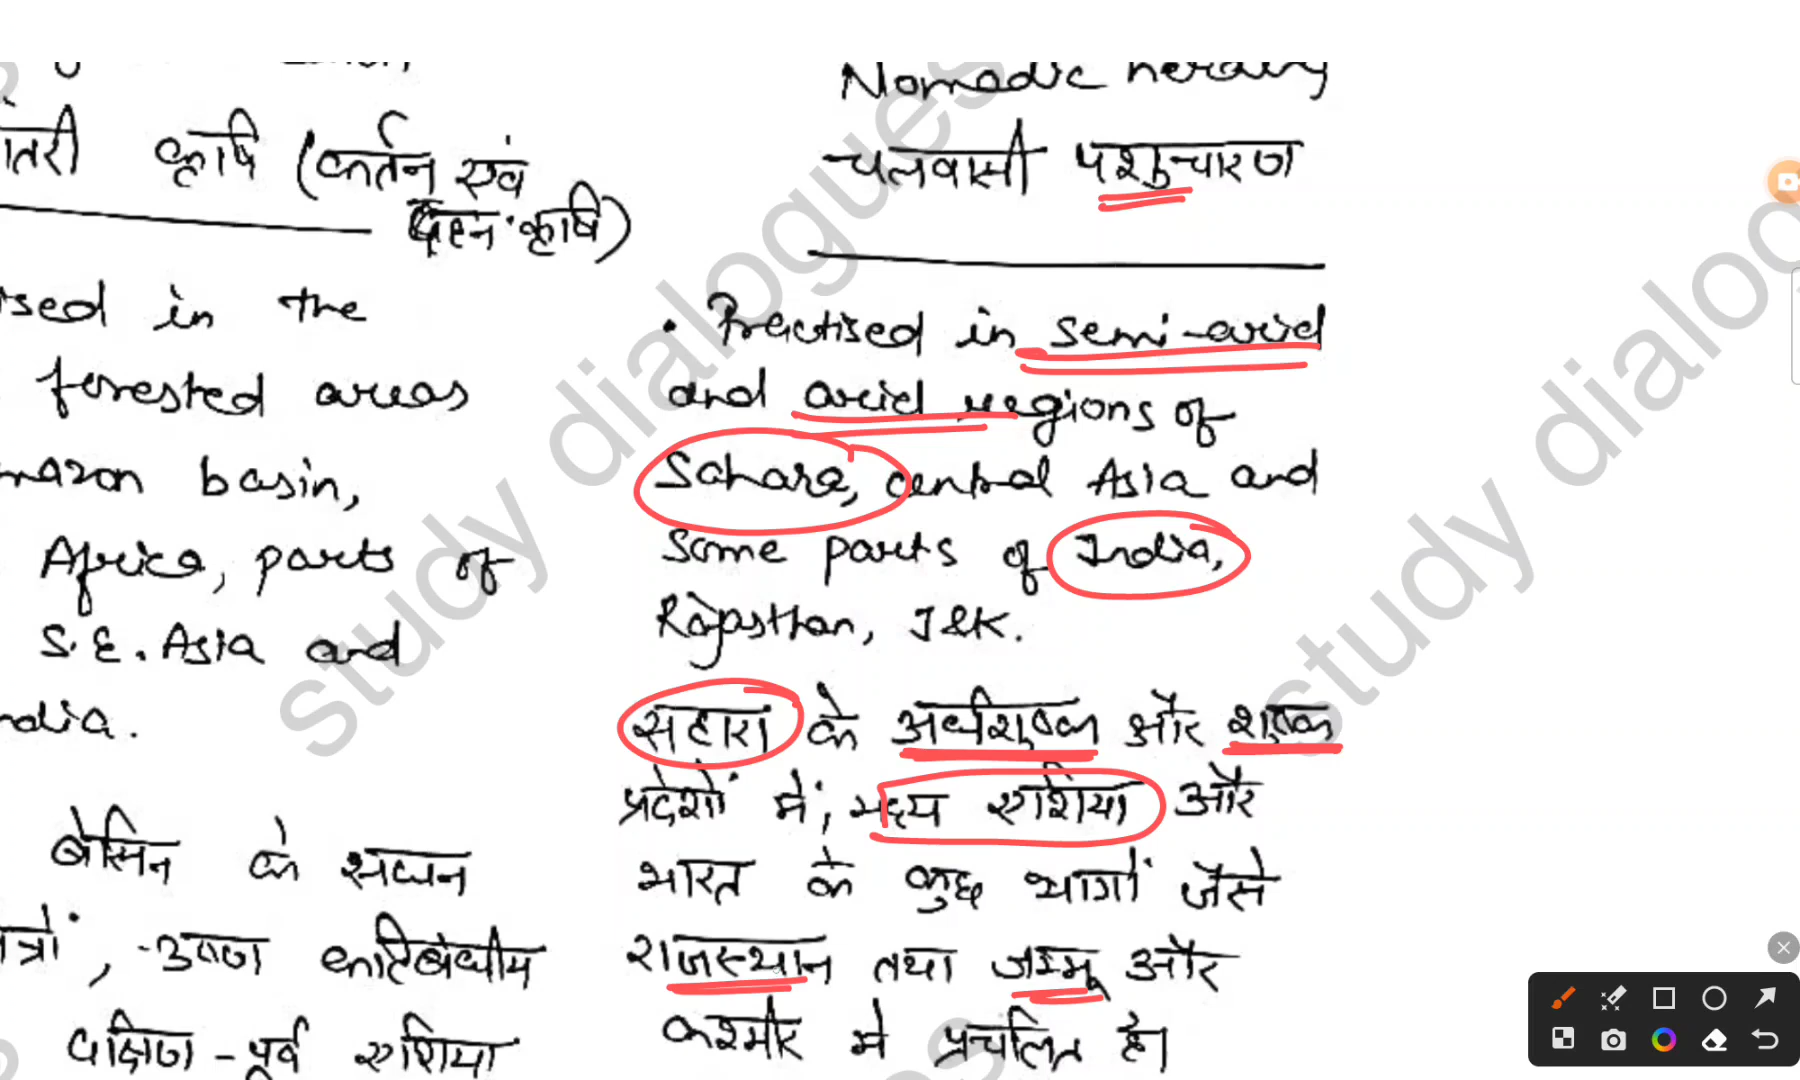 कृषि (कर्तन एवं
दहन कृषि)
in the
forested areas
basin,
Africa, parts of
S.E. Asia and
बेसिन के सघन
, उष्ण कटिबंधीय
दक्षिण - पूर्व एशिया
Nomadic herding
चलवासी पशुचारण
• Practised in semi-arid
and arid regions of
Sahara, central Asia and
Some parts of India,
Rajasthan, J&K.
सहारा के अर्धशुष्क और शुष्क
प्रदेशों में, मध्य एशिया और
भारत के कुछ भागों जैसे
राजस्थान तथा जम्मू और
कश्मीर में प्रचलित है।
study dialogues
study dialog